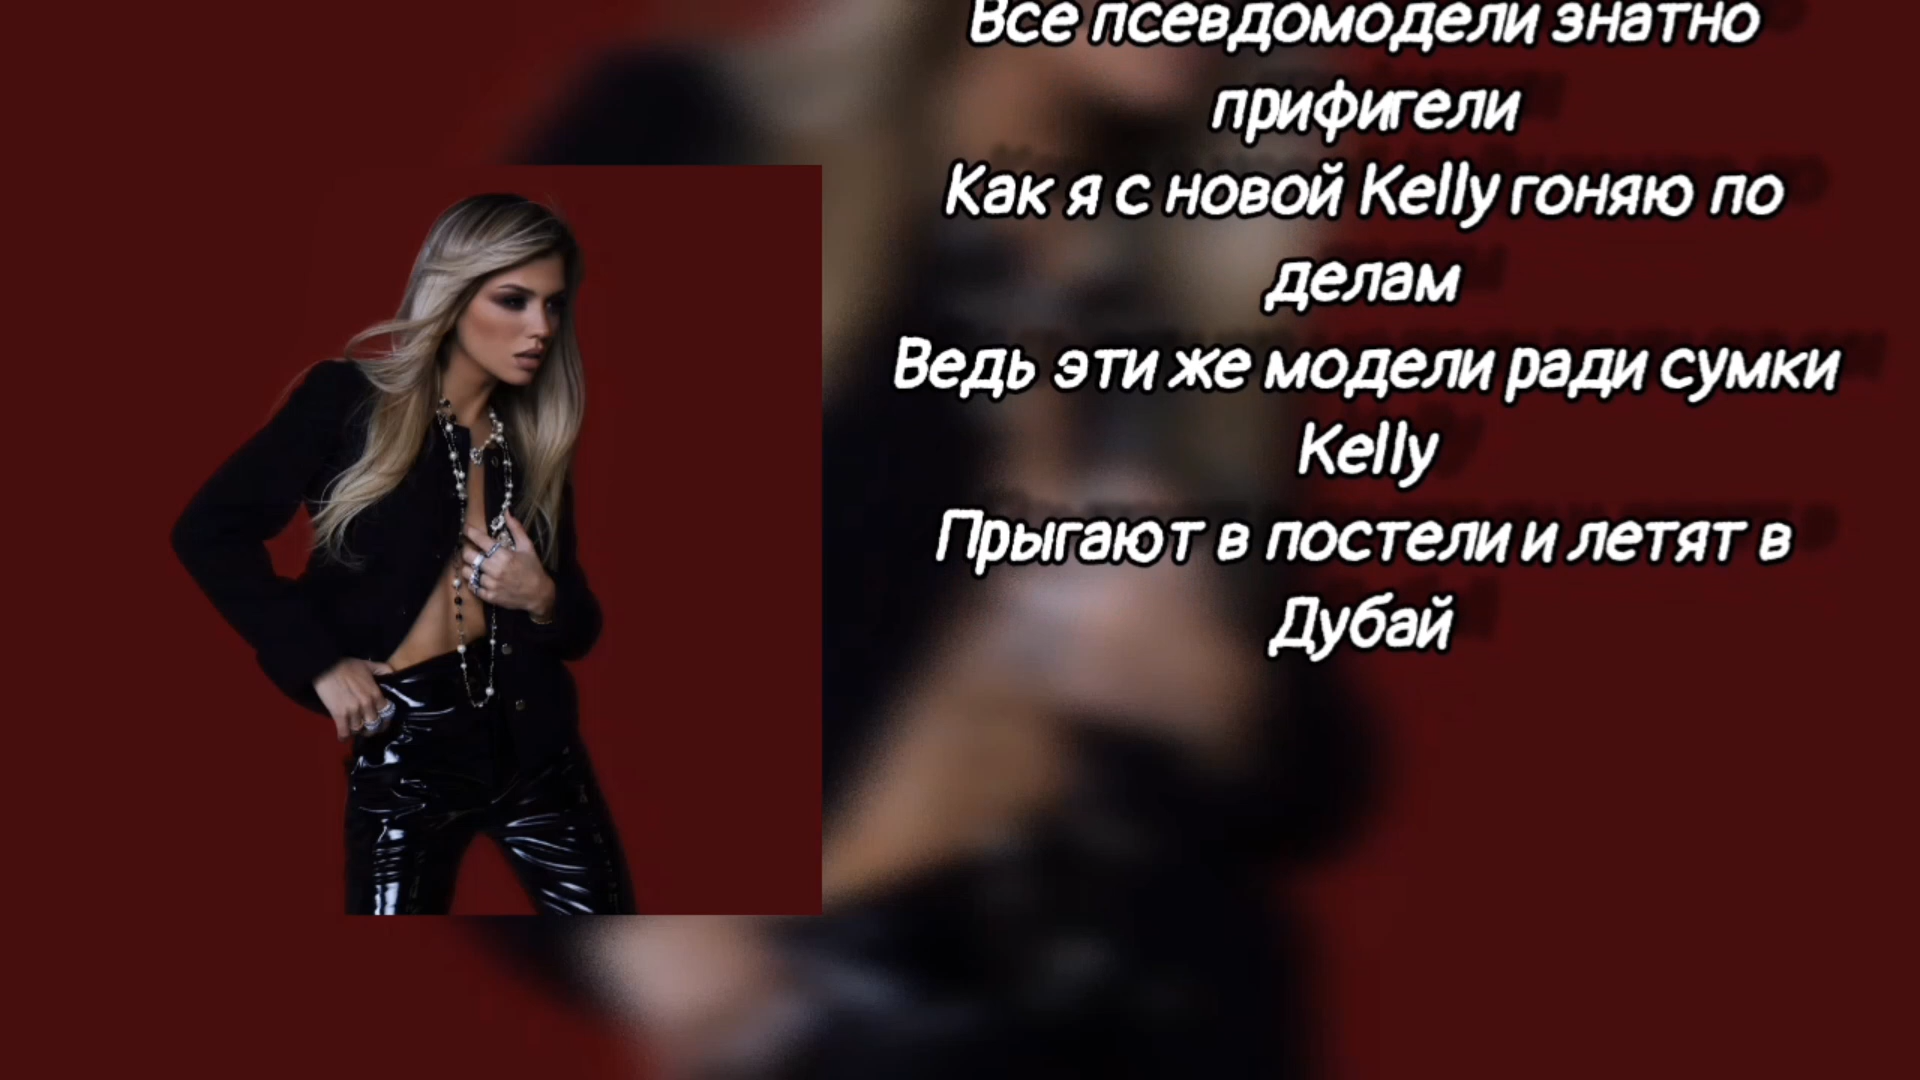 Все псевдомодели знатно
прифигели
Как я с новой Kelly гоняю по
делам
Ведь эти же модели ради сумки
Kelly
Прыгают в постели и летят в
Дубай